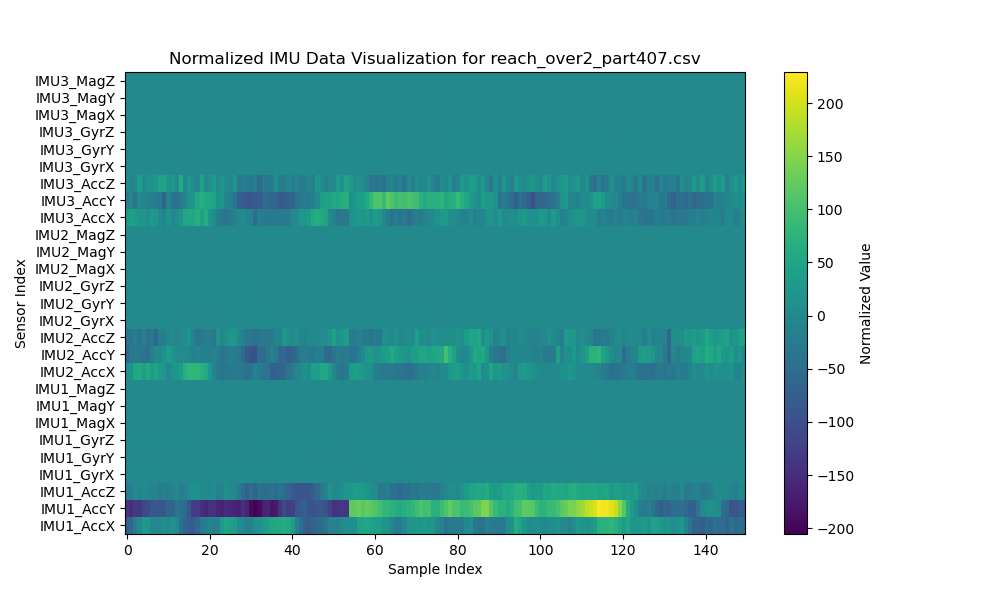 Normalized IMU Data Visualization for reach_over2_part407.csv
IMU3_MagZ
IMU3_MagY
IMU3_MagX
IMU3_GyrZ
IMU3_GyrY
IMU3_GyrX
IMU3_AccZ
IMU3_AccY
IMU3_AccX
IMU2_MagZ
IMU2_MagY
IMU2_MagX
IMU2_GyrZ
IMU2_GyrY
IMU2_GyrX
IMU2_AccZ
IMU2_AccY
IMU2_AccX
IMU1_MagZ
IMU1_MagY
IMU1_MagX
IMU1_GyrZ
IMU1_GyrY
IMU1_GyrX
IMU1_AccZ
IMU1_AccY
IMU1_AccX
Sensor Index
0 20 40 60 80 100 120 140
Sample Index
200
150
100
50
0
−50
−100
−150
−200
Normalized Value